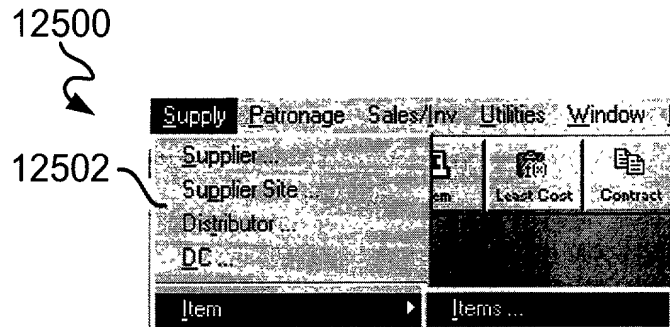 12500
Supply Patronage Sales/Inv Utilities Window
12502
Supplier ...
Supplier Site ...
Distributor ...
DC ...
Least Cost
Contract
Item
Items ...